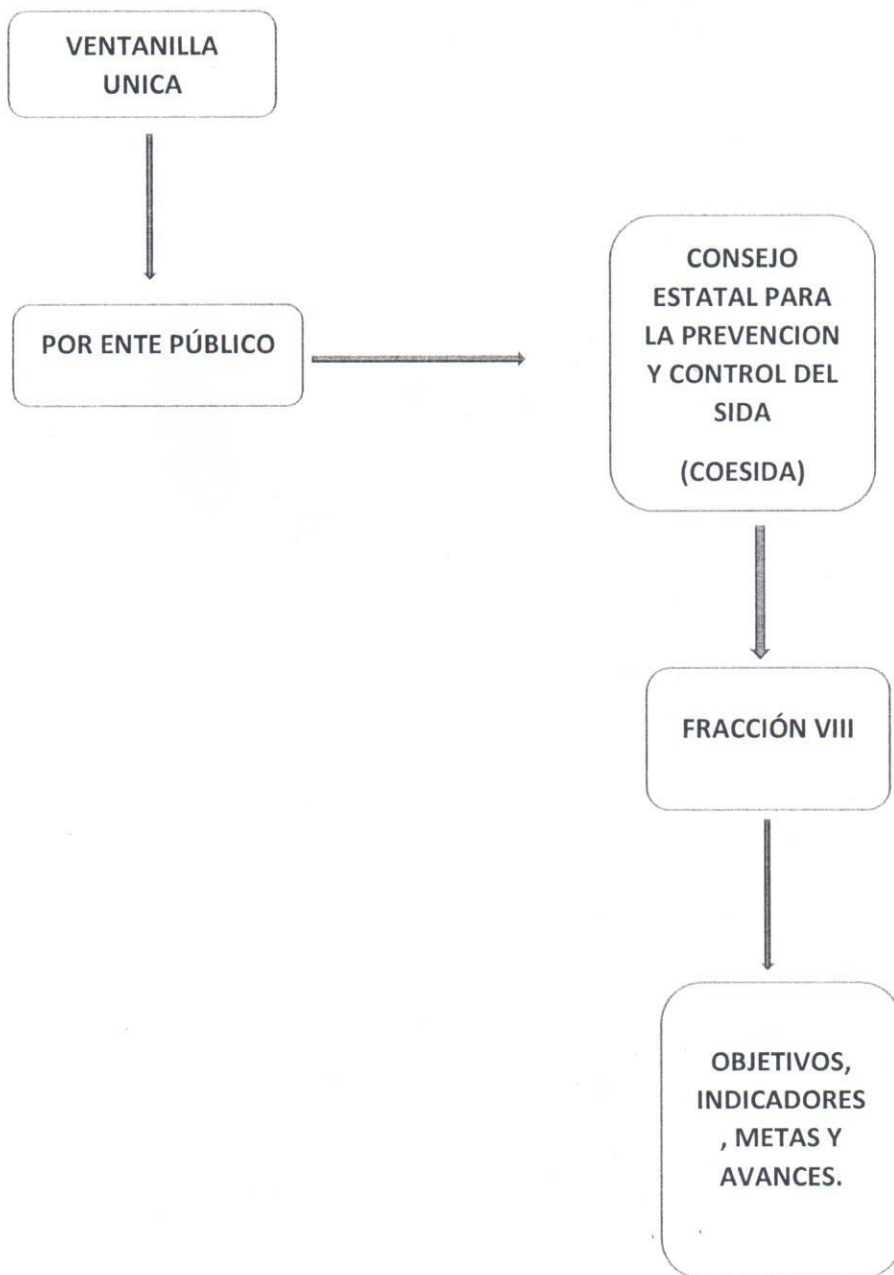 VENTANILLA
UNICA
POR ENTE PÚBLICO
CONSEJO
ESTATAL PARA
LA PREVENCION
Y CONTROL DEL
SIDA
(COESIDA)
FRACCIÓN VIII
OBJETIVOS,
INDICADORES
, METAS Y
AVANCES.